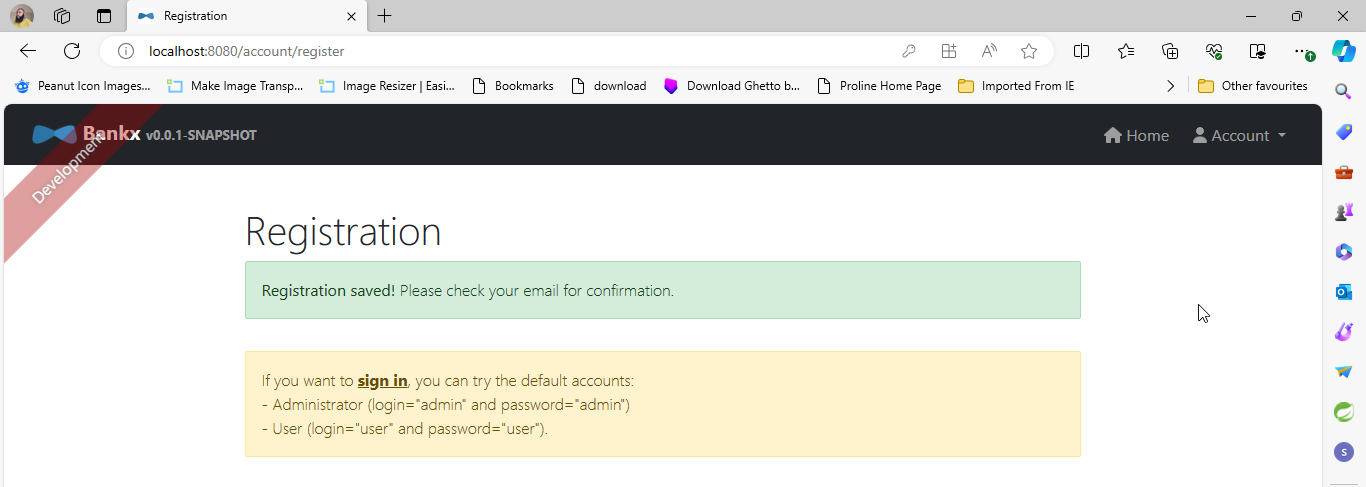 Registration
localhost:8080/account/register
Peanut Icon Images...
Make Image Transp...
Image Resizer | Easi...
Bookmarks
download
Download Ghetto b...
Proline Home Page
Imported From IE
Other favourites
Bankx v0.0.1-SNAPSHOT
Home
Account
Development
Registration
Registration saved! Please check your email for confirmation.
If you want to sign in, you can try the default accounts:
- Administrator (login="admin" and password="admin")
- User (login="user" and password="user").
S